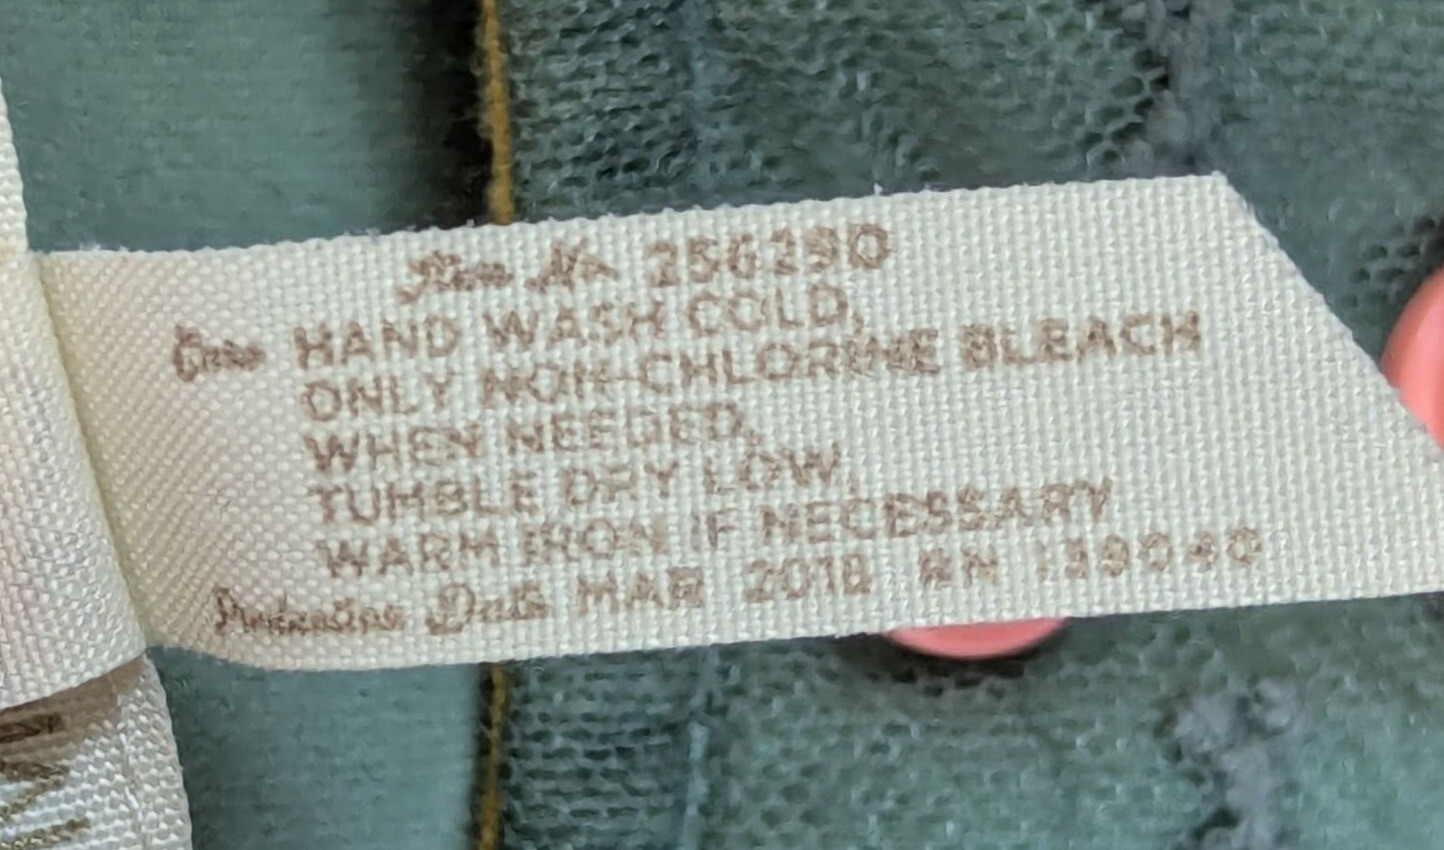 Item № 256290
Care HAND WASH COLD,
ONLY NON-CHLORINE BLEACH
WHEN NEEDED,
TUMBLE DRY LOW,
WARM IRON IF NECESSARY
Production Date MAR 2018 RN 139040